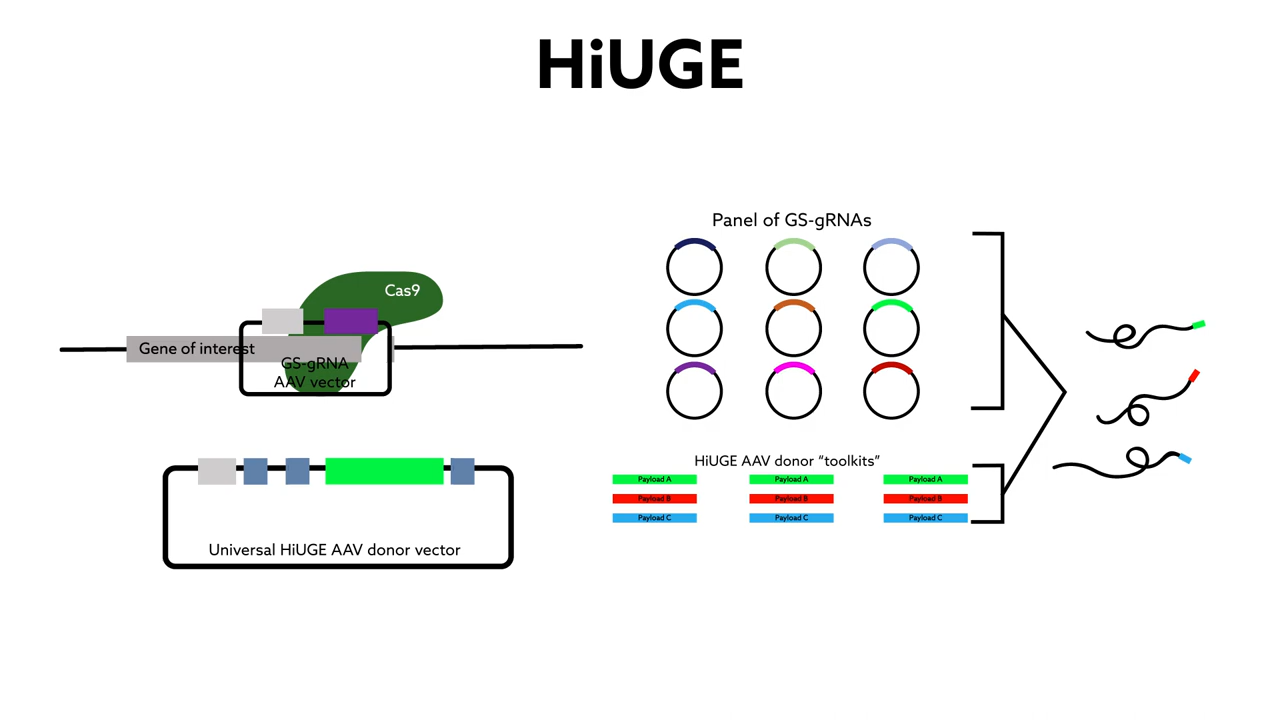 HiUGE
Cas9
Gene of interest
GS-gRNA
AAV vector
Universal HiUGE AAV donor vector
Panel of GS-gRNAs
HiUGE AAV donor “toolkits”
Payload A Payload A Payload A
Payload B Payload B Payload B
Payload C Payload C Payload C